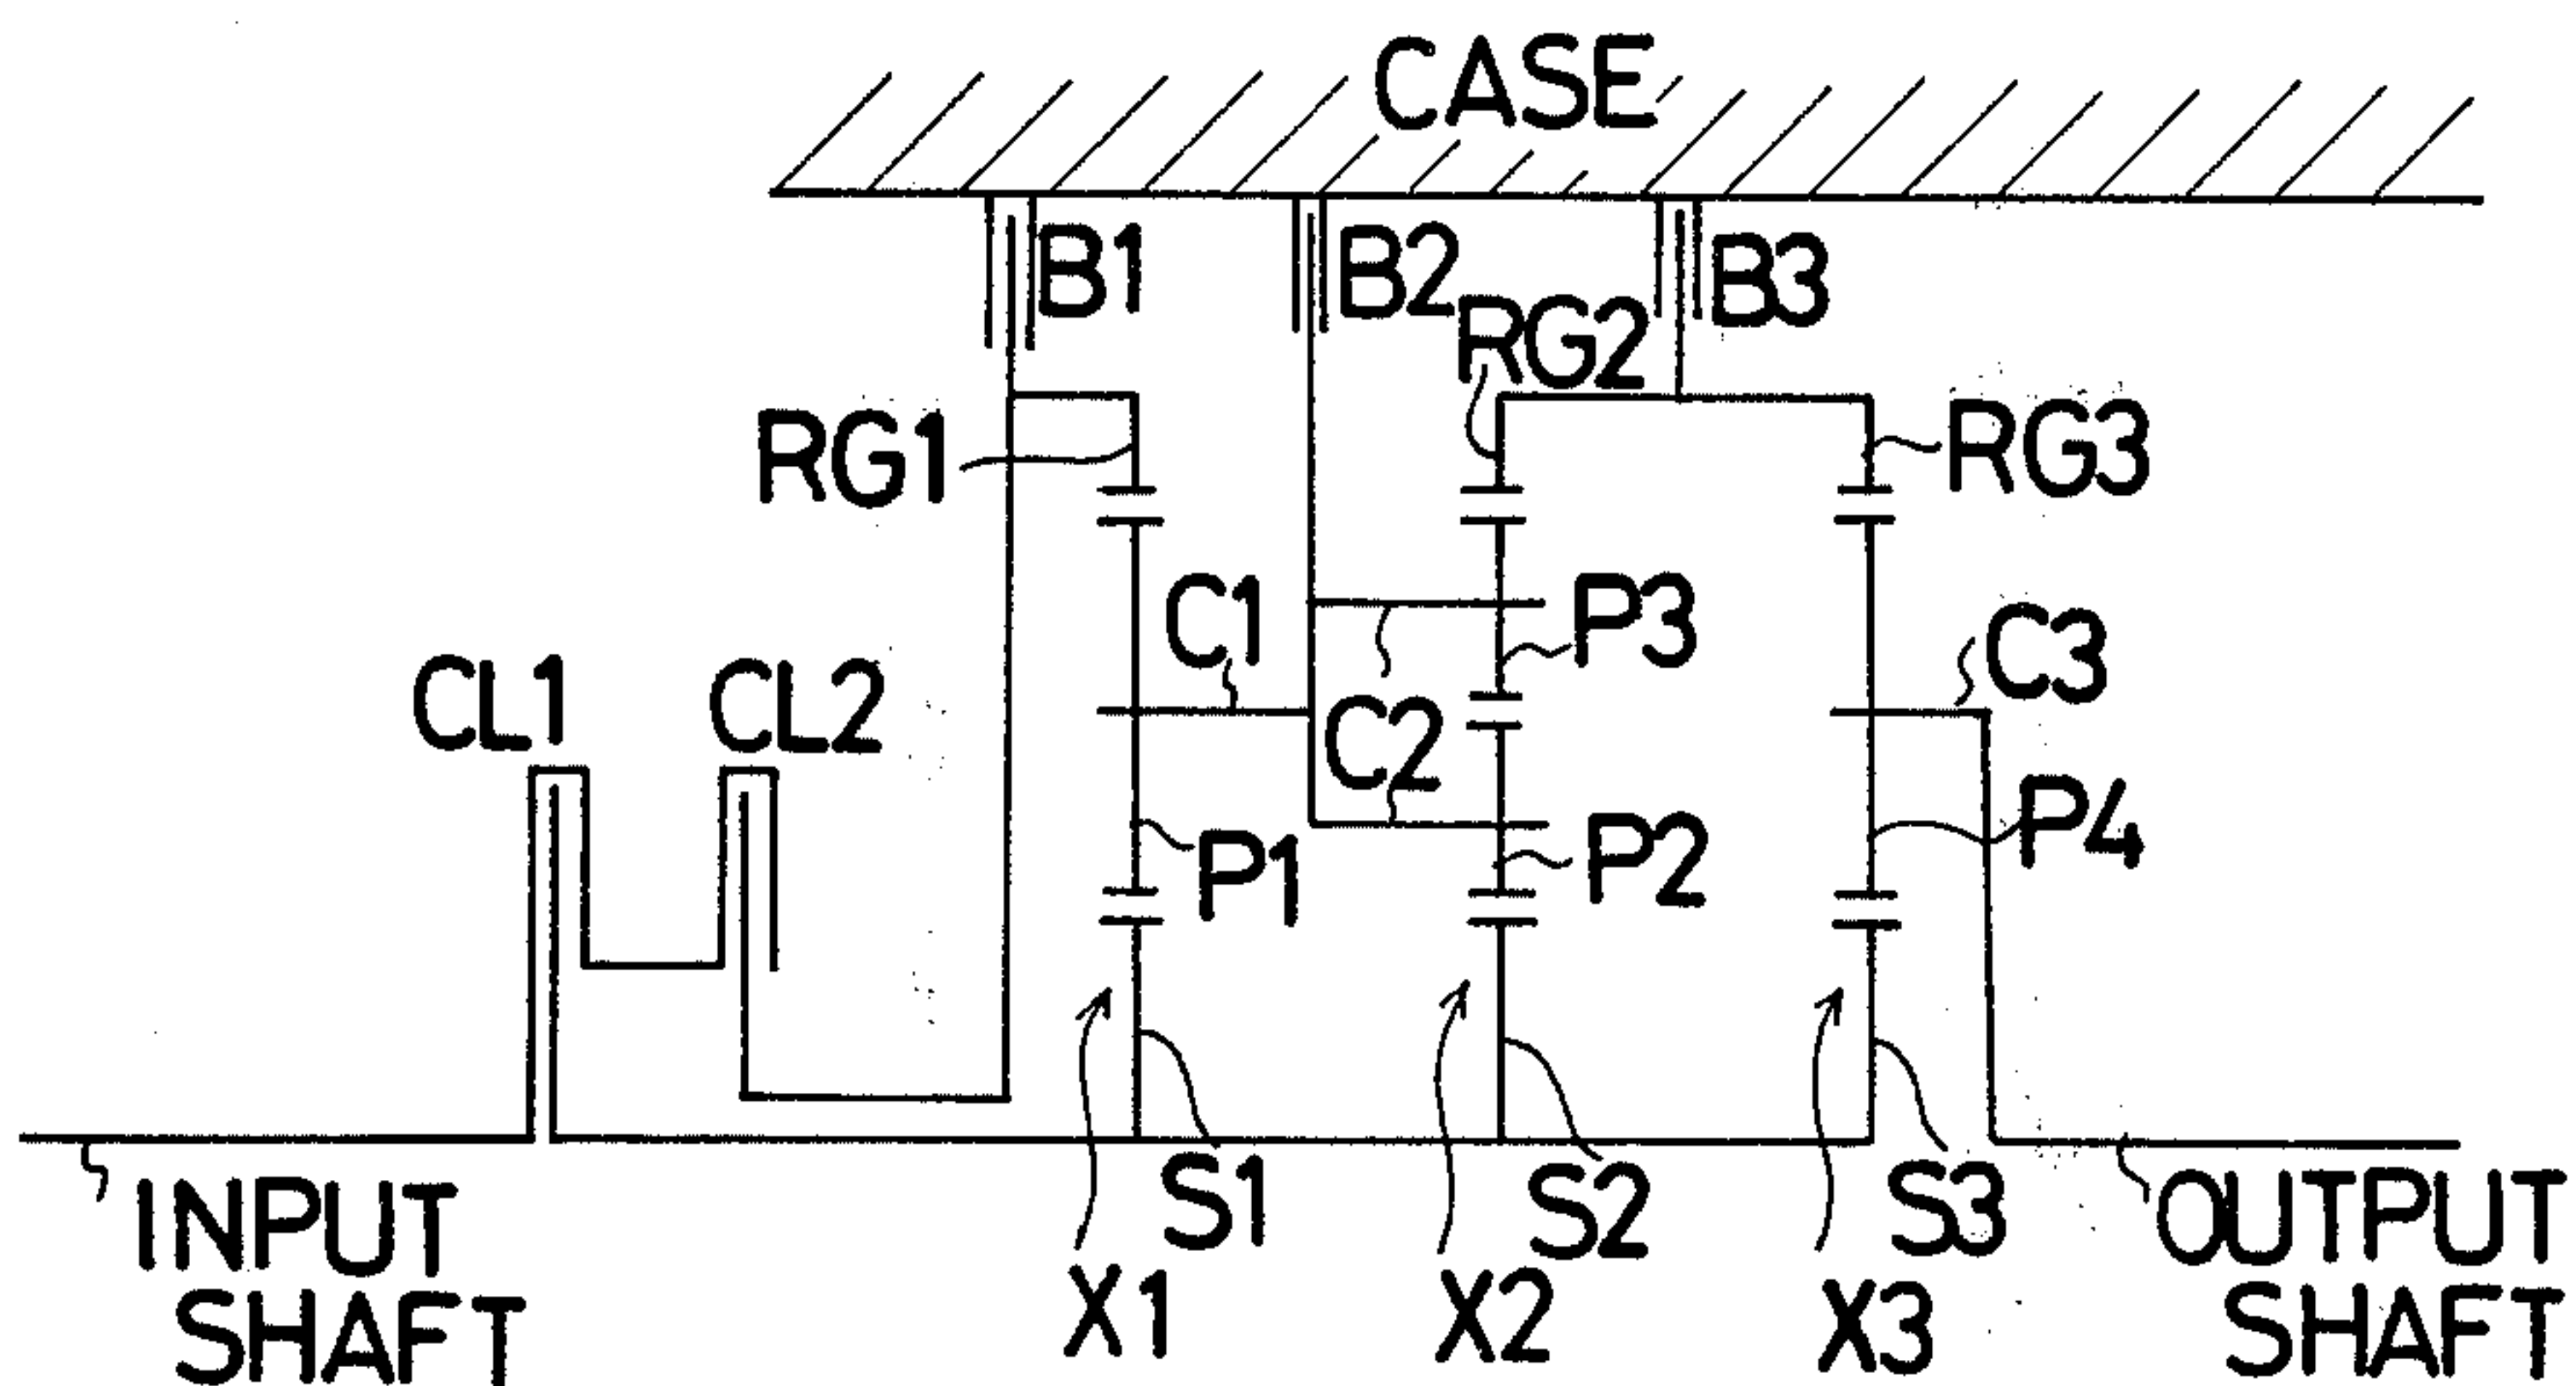 CASE
B1
B2
B3
RG2
RG1
RG3
C1
P3
C3
CL1
CL2
C2
P4
P1
P2
S1
S2
S3
INPUT
SHAFT
OUTPUT
SHAFT
X1
X2
X3